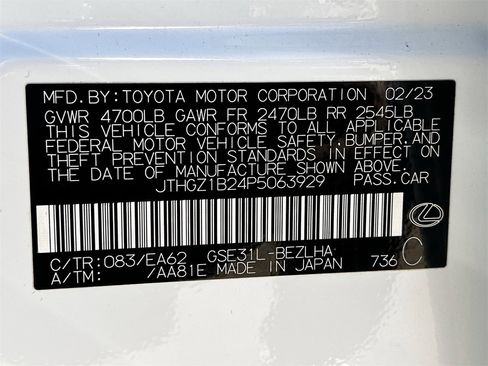 MFD.BY:TOYOTA MOTOR CORPORATION 02/23
GVWR 4700LB GAWR FR 2470LB RR 2545LB
THIS VEHICLE CONFORMS TO ALL APPLICABLE
FEDERAL MOTOR VEHICLE SAFETY,BUMPER,AND
THEFT PREVENTION STANDARDS IN EFFECT ON
THE DATE OF MANUFACTURE SHOWN ABOVE.
JTHGZ1B24P5063929 PASS.CAR
C/TR:083/EA62 GSE31L-BEZLHA
A/TM: /AA81E MADE IN JAPAN 736 C